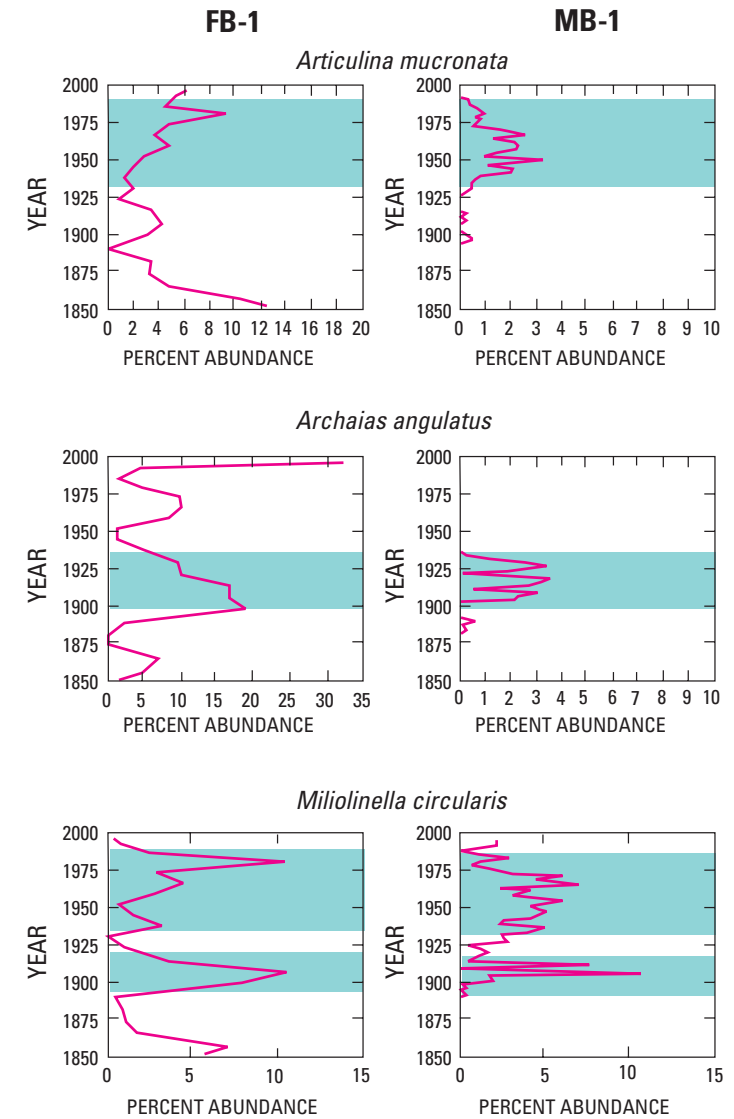 FB-1 MB-1
Articulina mucronata
2000 2000
1975 1975
1950 1950
YEAR YEAR
1925 1925
1900 1900
1875 1875
1850 1850
0 2 4 6 8 10 12 14 16 18 20 0 1 2 3 4 5 6 7 8 9 10
PERCENT ABUNDANCE PERCENT ABUNDANCE
Archaias angulatus
2000 2000
1975 1975
1950 1950
YEAR YEAR
1925 1925
1900 1900
1875 1875
1850 1850
0 5 10 15 20 25 30 35 0 1 2 3 4 5 6 7 8 9 10
PERCENT ABUNDANCE PERCENT ABUNDANCE
Miliolinella circularis
2000 2000
1975 1975
1950 1950
YEAR YEAR
1925 1925
1900 1900
1875 1875
1850 1850
0 5 10 15 0 5 10 15
PERCENT ABUNDANCE PERCENT ABUNDANCE